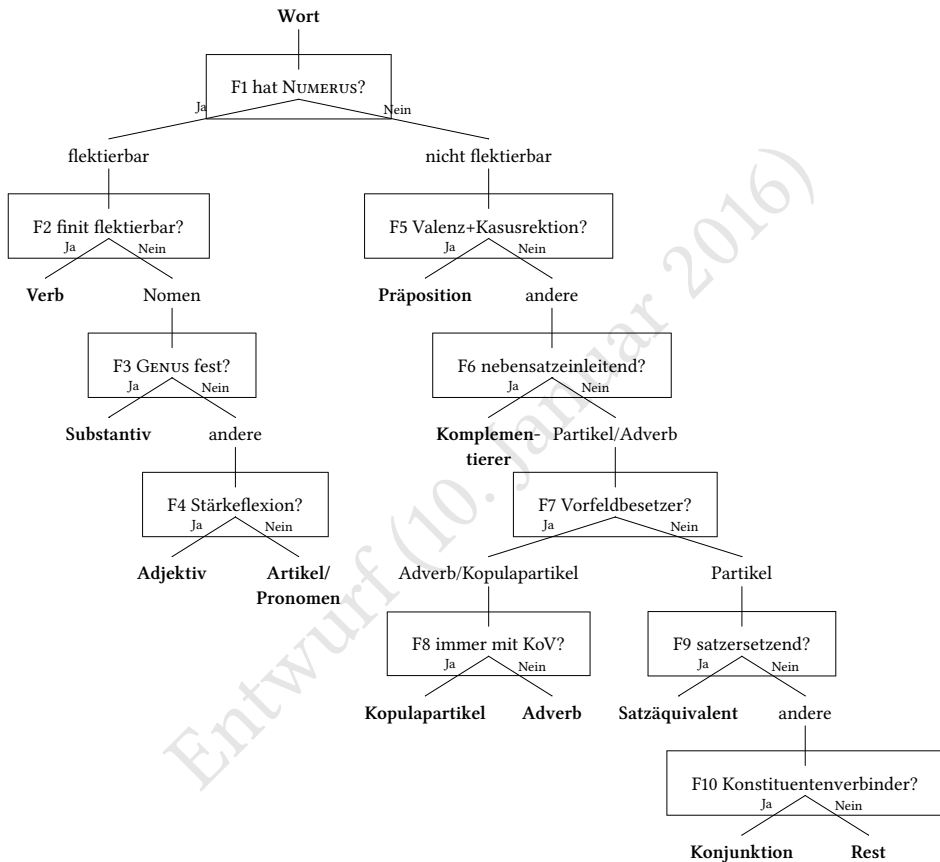 Wort
F1 hat NUMERUS?
Ja Nein
flektierbar nicht flektierbar
F2 finit flektierbar? F5 Valenz+Kasusrektion?
Ja Nein Ja Nein
Verb Nomen Präposition andere
F3 GENUS fest? F6 nebensatzeinleitend?
Ja Nein Ja Nein
Substantiv andere Komplemen- Partikel/Adverb
tierer
F4 Stärkeflexion? F7 Vorfeldbesetzer?
Ja Nein Ja Nein
Adjektiv Artikel/ Adverb/Kopulapartikel Partikel
Pronomen
F8 immer mit KoV? F9 satzersetzend?
Ja Nein Ja Nein
Kopulapartikel Adverb Satzäquivalent andere
F10 Konstituentenverbinder?
Ja Nein
Konjunktion Rest
Entwurf (10. Januar 2016)